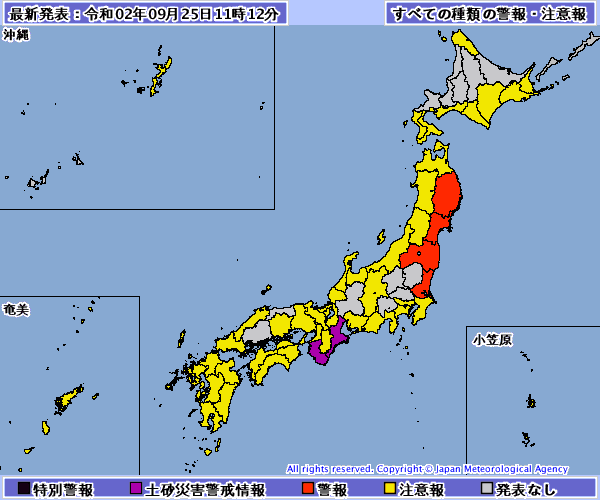 最新発表：令和02年09月25日11時12分
すべての種類の警報・注意報
沖縄
奄美
小笠原
All rights reserved. Copyright © Japan Meteorological Agency
特別警報 土砂災害警戒情報 警報 注意報 発表なし